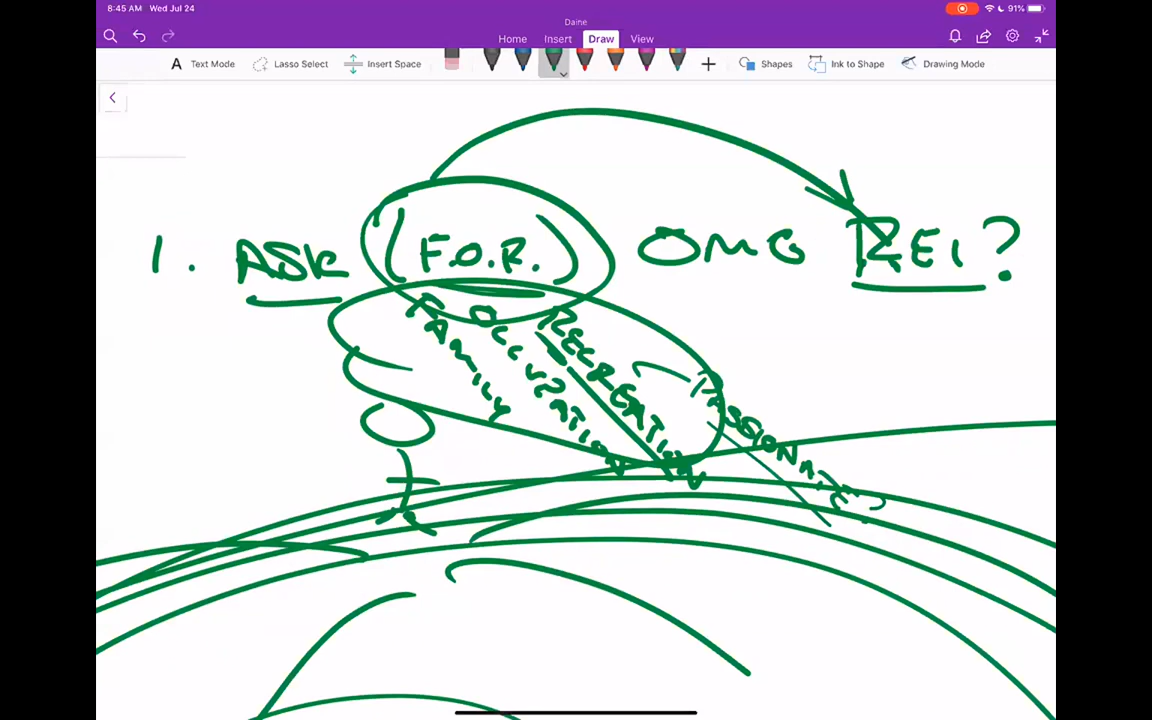 8:45 AM Wed Jul 24
91%
Daine
Home Insert Draw View
Text Mode Lasso Select Insert Space Shapes Ink to Shape Drawing Mode
1. ASK (F.O.R.) OMG REI?
FAMILY
OCCUPATION
RECREATION